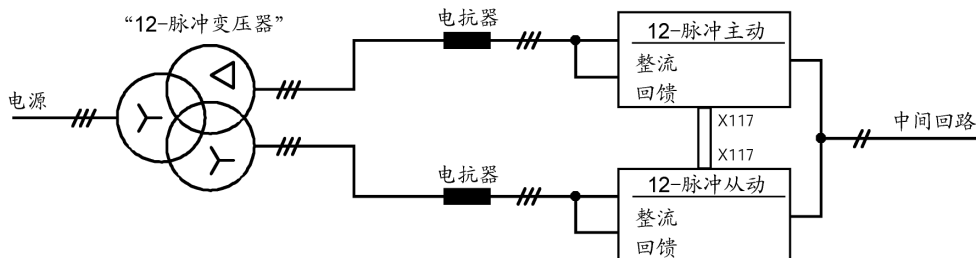 “12-脉冲变压器”
电抗器
12-脉冲主动
整流
回馈
电源
X117
中间回路
X117
电抗器
12-脉冲从动
整流
回馈